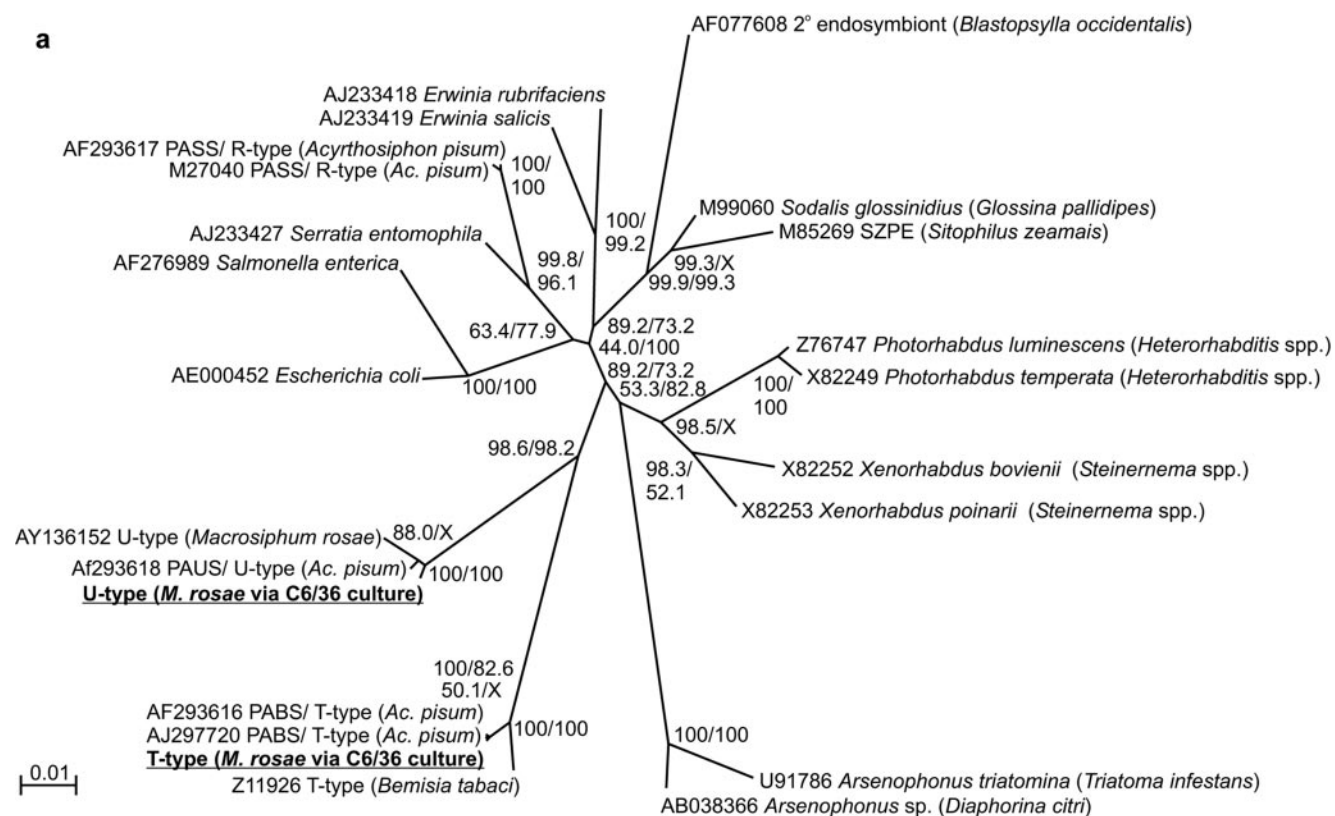 a
AF077608 2° endosymbiont (Blastopsylla occidentalis)
AJ233418 Erwinia rubrifaciens
AJ233419 Erwinia salicis
AF293617 PASS/ R-type (Acyrthosiphon pisum)
M27040 PASS/ R-type (Ac. pisum)
100/
100
M99060 Sodalis glossinidius (Glossina pallidipes)
M85269 SZPE (Sitophilus zeamais)
AJ233427 Serratia entomophila
AF276989 Salmonella enterica
100/
99.2
99.8/
96.1
99.3/X
99.9/99.3
63.4/77.9
89.2/73.2
44.0/100
89.2/73.2
53.3/82.8
Z76747 Photorhabdus luminescens (Heterorhabditis spp.)
X82249 Photorhabdus temperata (Heterorhabditis spp.)
100/
100
AE000452 Escherichia coli
100/100
98.5/X
98.6/98.2
98.3/
52.1
X82252 Xenorhabdus bovienii (Steinernema spp.)
X82253 Xenorhabdus poinarii (Steinernema spp.)
AY136152 U-type (Macrosiphum rosae)
88.0/X
Af293618 PAUS/ U-type (Ac. pisum)
100/100
U-type (M. rosae via C6/36 culture)
100/82.6
50.1/X
AF293616 PABS/ T-type (Ac. pisum)
AJ297720 PABS/ T-type (Ac. pisum)
100/100
100/100
T-type (M. rosae via C6/36 culture)
Z11926 T-type (Bemisia tabaci)
0.01
U91786 Arsenophonus triatomina (Triatoma infestans)
AB038366 Arsenophonus sp. (Diaphorina citri)